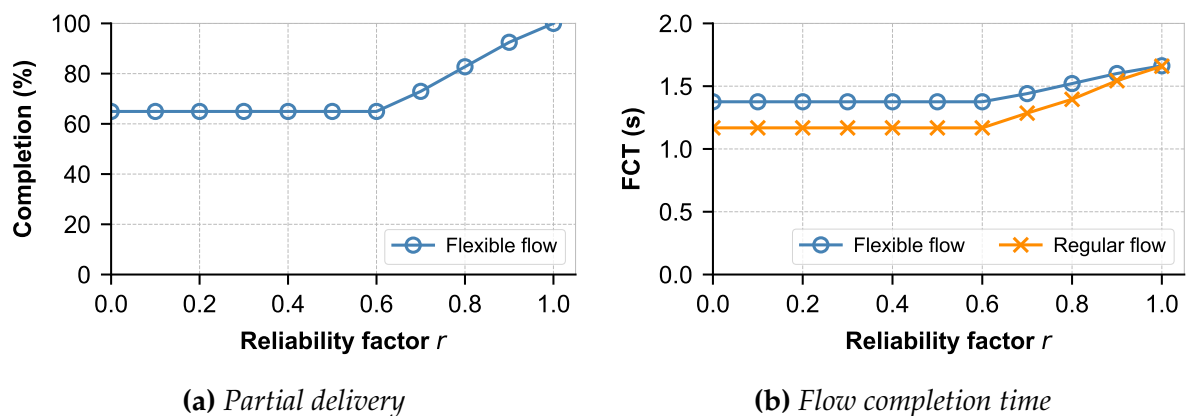 100
80
60
40
20
0
Completion (%)
Flexible flow
0.0 0.2 0.4 0.6 0.8 1.0
Reliability factor r
(a) Partial delivery
2.0
1.5
1.0
0.5
0.0
FCT (s)
Flexible flow Regular flow
0.0 0.2 0.4 0.6 0.8 1.0
Reliability factor r
(b) Flow completion time